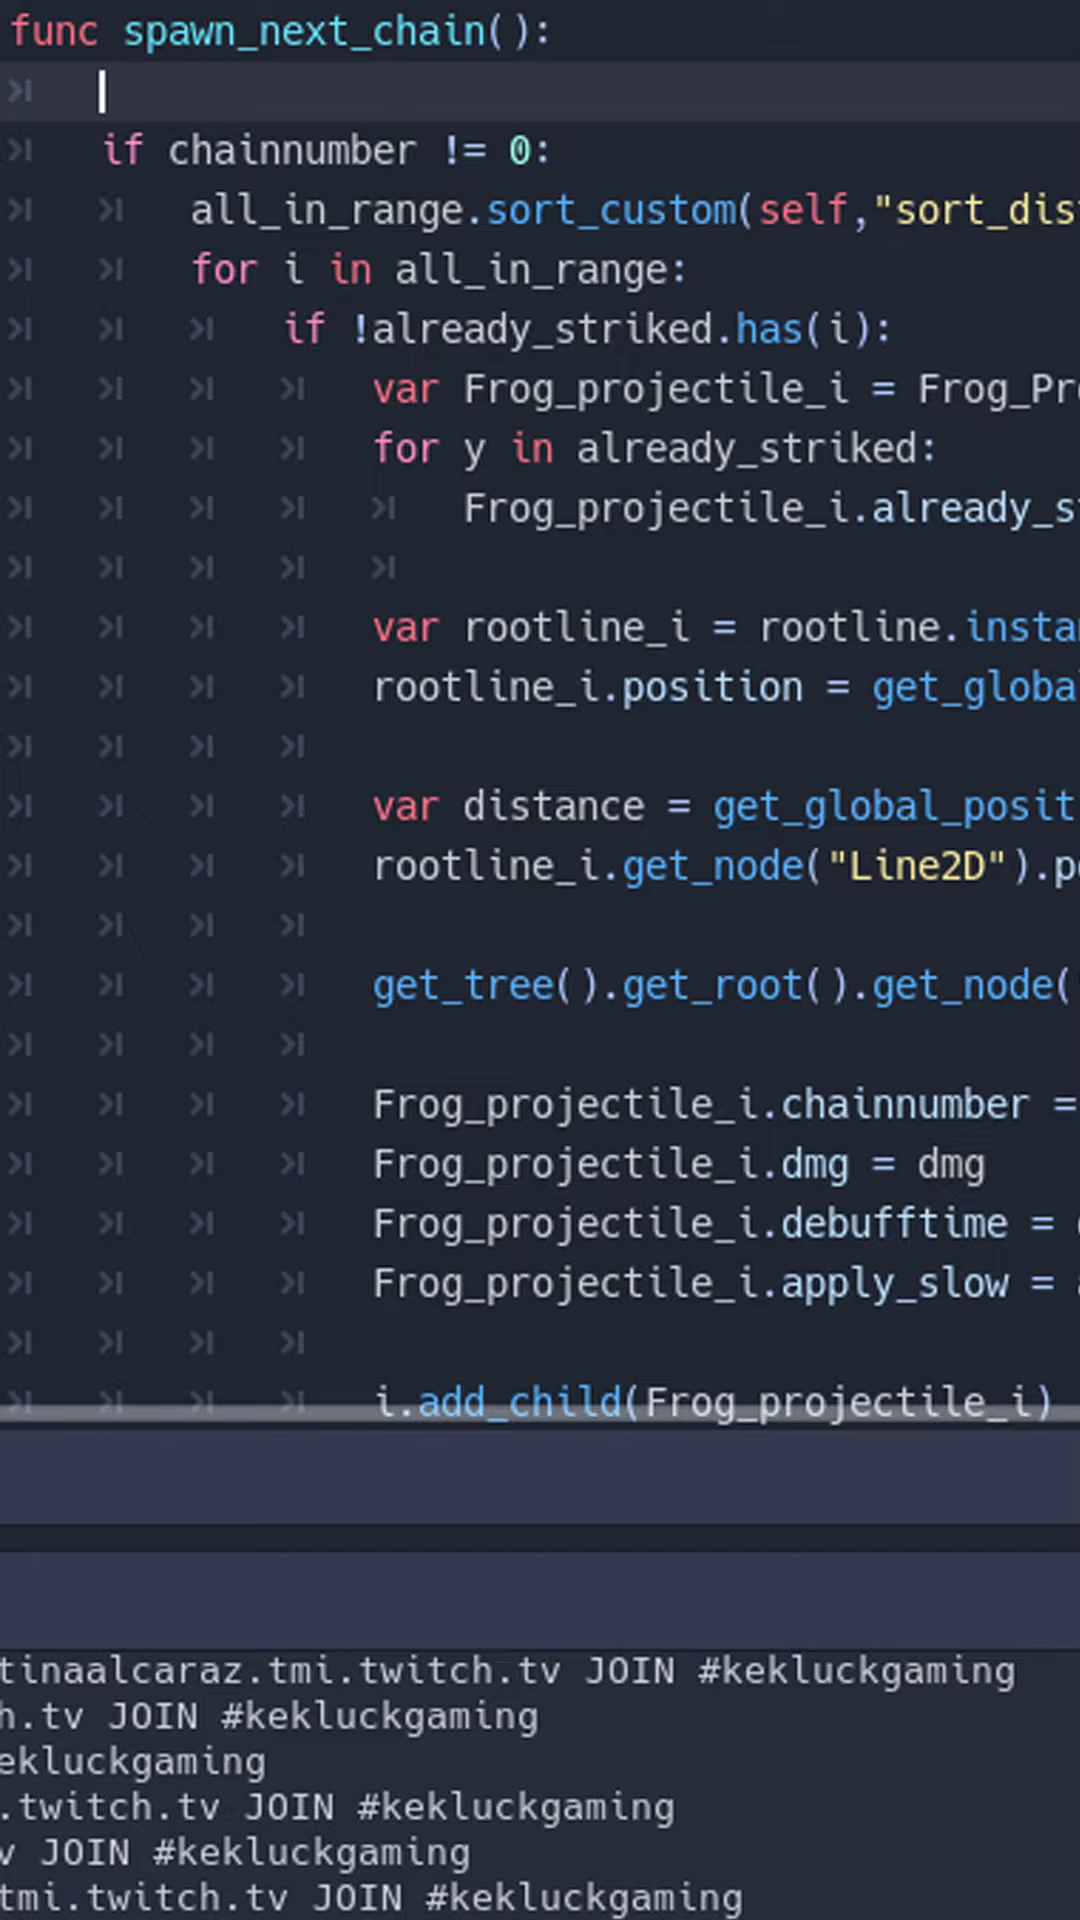 func spawn_next_chain():
if chainnumber != 0:
all_in_range.sort_custom(self,"sort_dis
for i in all_in_range:
if !already_striked.has(i):
var Frog_projectile_i = Frog_Pr
for y in already_striked:
Frog_projectile_i.already_s
var rootline_i = rootline.insta
rootline_i.position = get_globa
var distance = get_global_posit
rootline_i.get_node("Line2D").p
get_tree().get_root().get_node(
Frog_projectile_i.chainnumber =
Frog_projectile_i.dmg = dmg
Frog_projectile_i.debufftime =
Frog_projectile_i.apply_slow =
i.add_child(Frog_projectile_i)
tinaalcaraz.tmi.twitch.tv JOIN #kekluckgaming
h.tv JOIN #kekluckgaming
ekluckgaming
.twitch.tv JOIN #kekluckgaming
v JOIN #kekluckgaming
tmi.twitch.tv JOIN #kekluckgaming